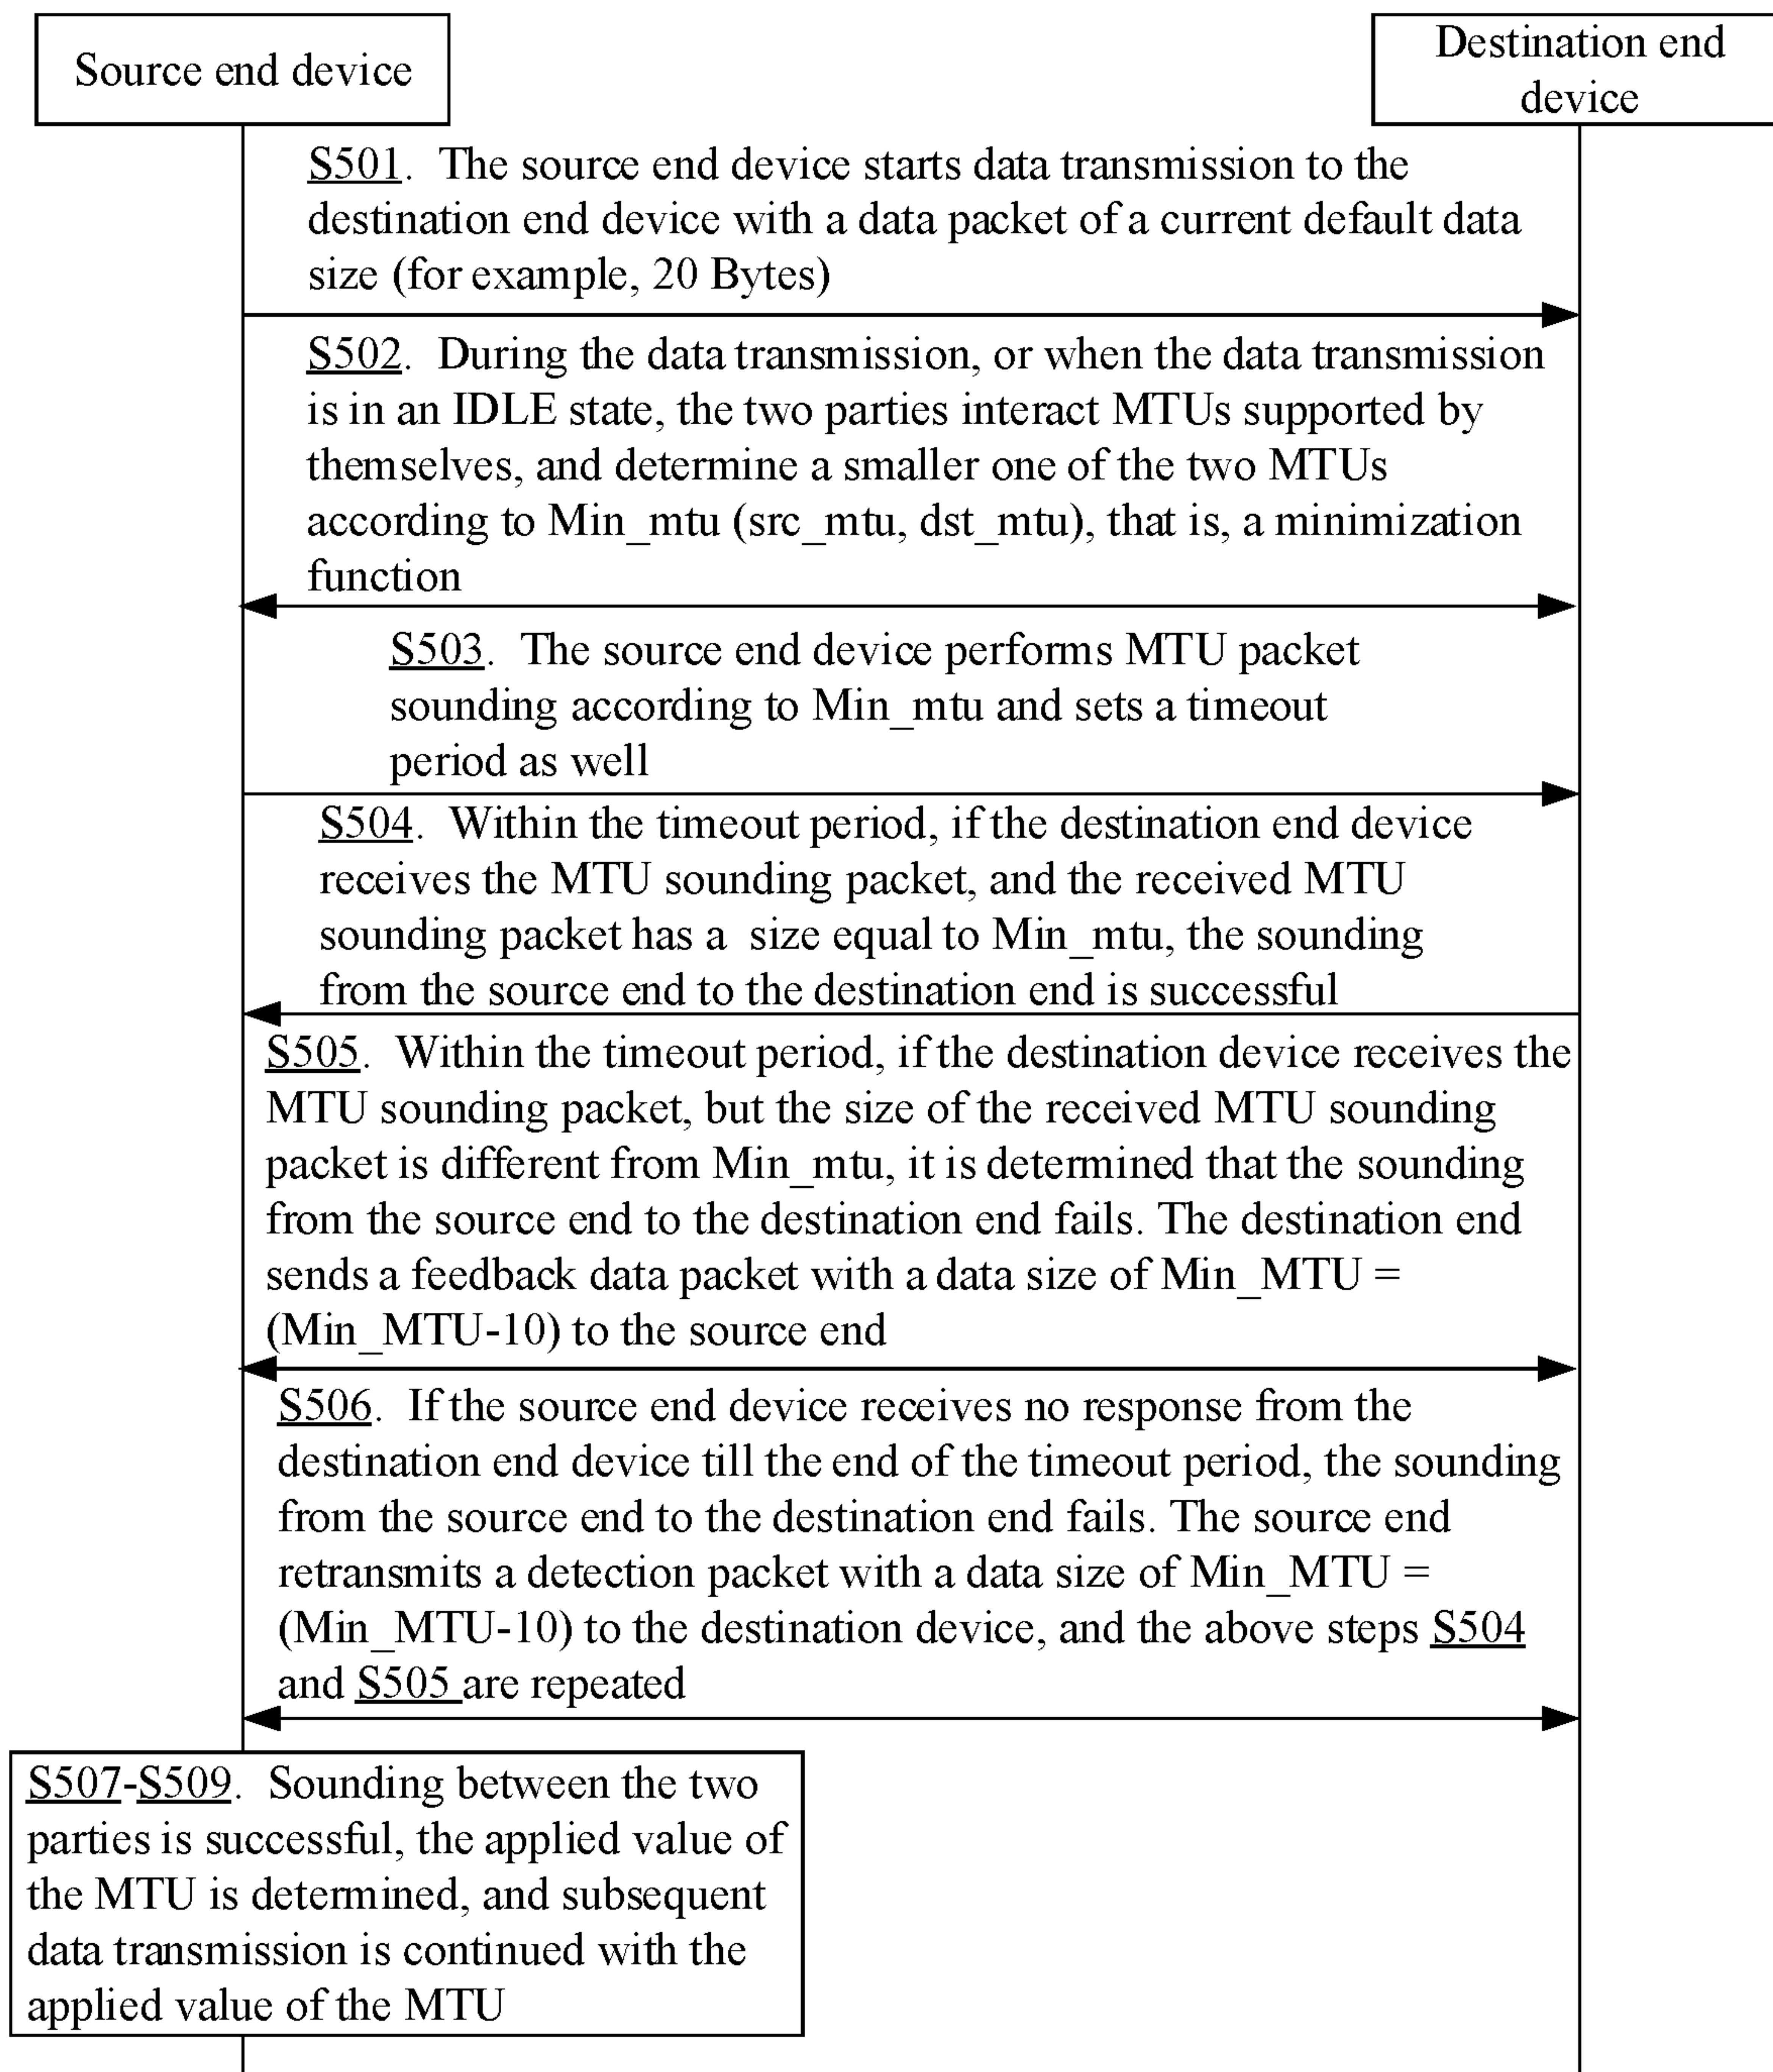 Source end device
Destination end
device
S501. The source end device starts data transmission to the
destination end device with a data packet of a current default data
size (for example, 20 Bytes)
S502. During the data transmission, or when the data transmission
is in an IDLE state, the two parties interact MTUs supported by
themselves, and determine a smaller one of the two MTUs
according to Min_mtu (src_mtu, dst_mtu), that is, a minimization
function
S503. The source end device performs MTU packet
sounding according to Min_mtu and sets a timeout
period as well
S504. Within the timeout period, if the destination end device
receives the MTU sounding packet, and the received MTU
sounding packet has a size equal to Min_mtu, the sounding
from the source end to the destination end is successful
S505. Within the timeout period, if the destination device receives the
MTU sounding packet, but the size of the received MTU sounding
packet is different from Min_mtu, it is determined that the sounding
from the source end to the destination end fails. The destination end
sends a feedback data packet with a data size of Min_MTU =
(Min_MTU-10) to the source end
S506. If the source end device receives no response from the
destination end device till the end of the timeout period, the sounding
from the source end to the destination end fails. The source end
retransmits a detection packet with a data size of Min_MTU =
(Min_MTU-10) to the destination device, and the above steps S504
and S505 are repeated
S507-S509. Sounding between the two
parties is successful, the applied value of
the MTU is determined, and subsequent
data transmission is continued with the
applied value of the MTU